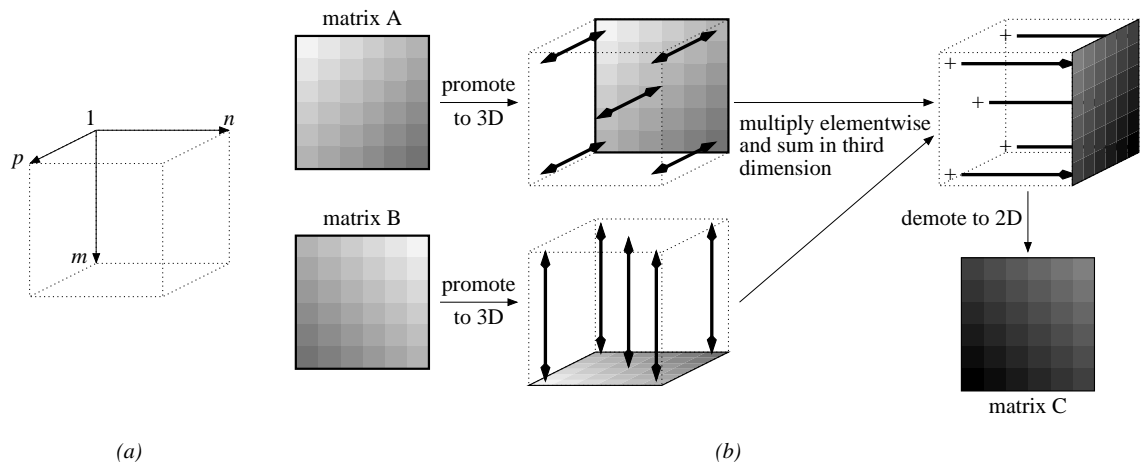 matrix A
promote
to 3D
1
n
p
m
multiply elementwise
and sum in third
dimension
+
+
+
+
+
matrix B
promote
to 3D
demote to 2D
matrix C
(a)
(b)